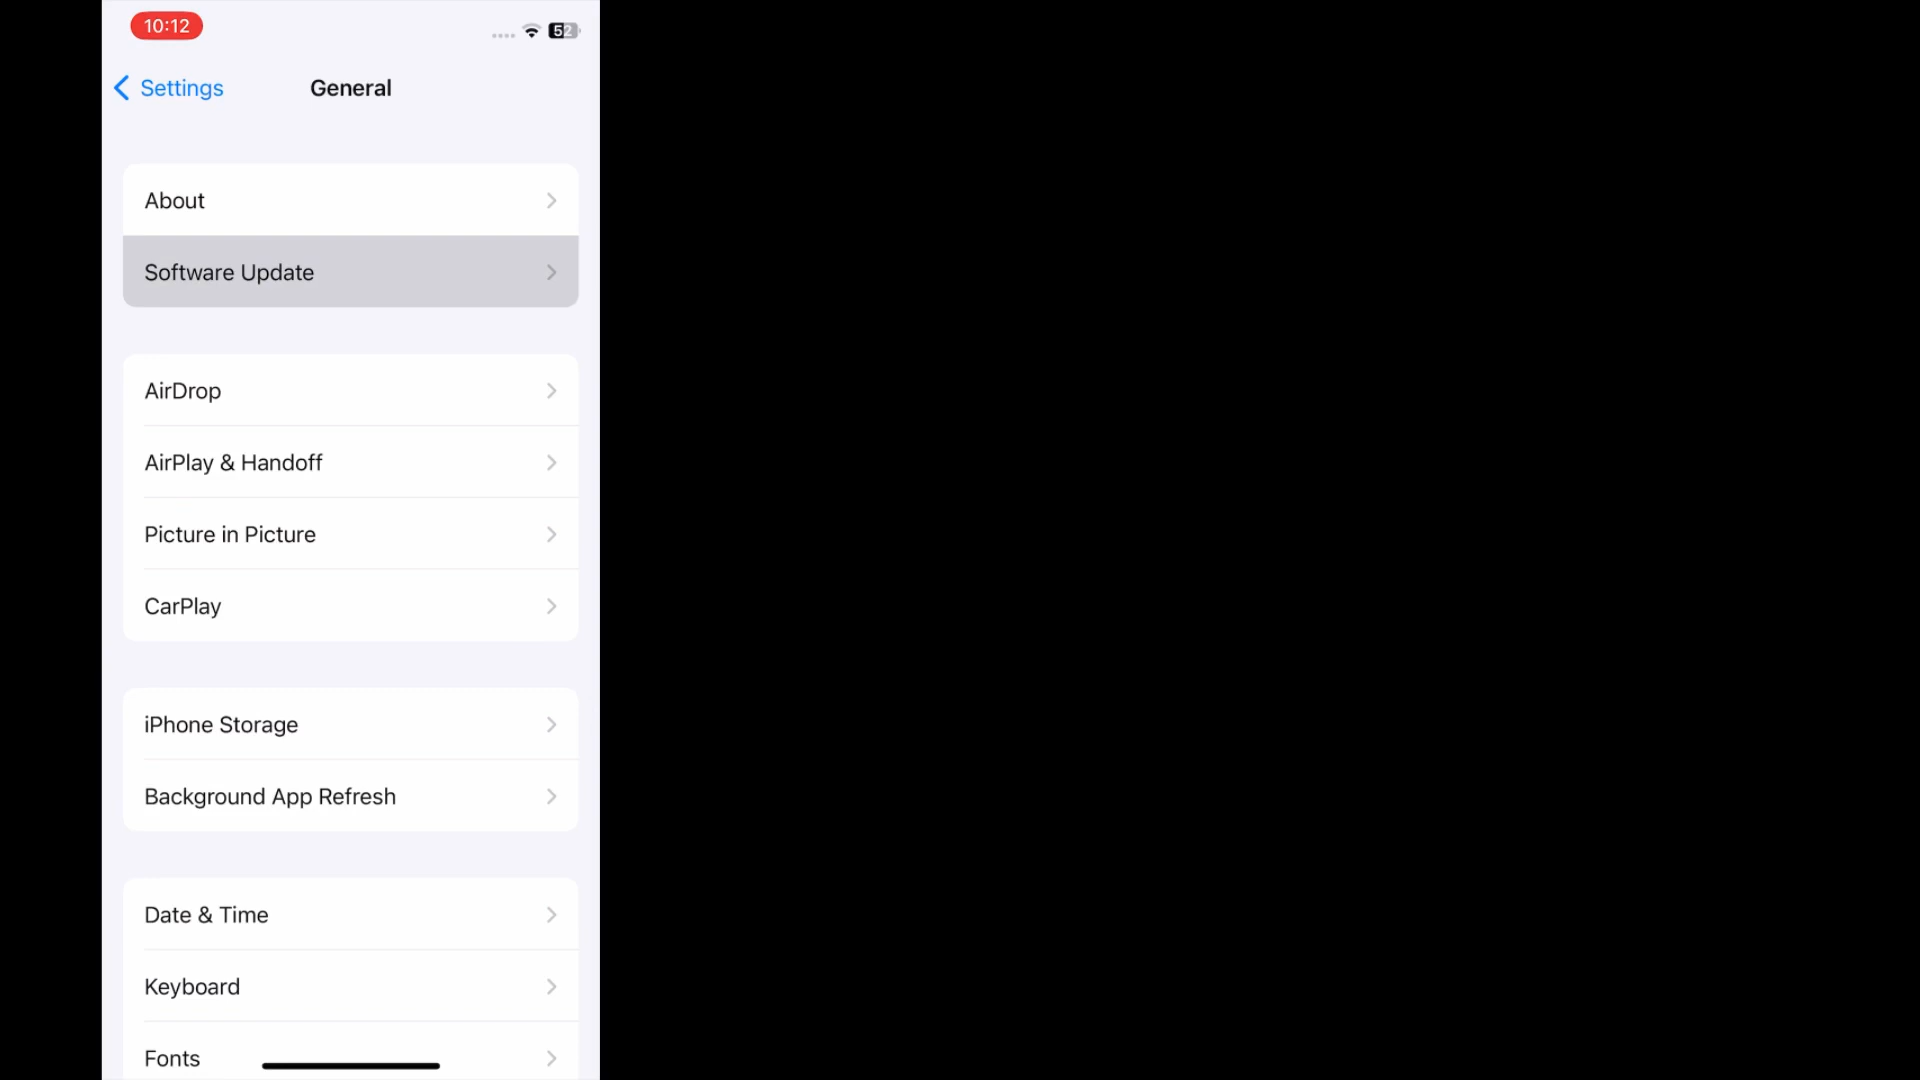 10:12
52
Settings
General
About
Software Update
AirDrop
AirPlay & Handoff
Picture in Picture
CarPlay
iPhone Storage
Background App Refresh
Date & Time
Keyboard
Fonts